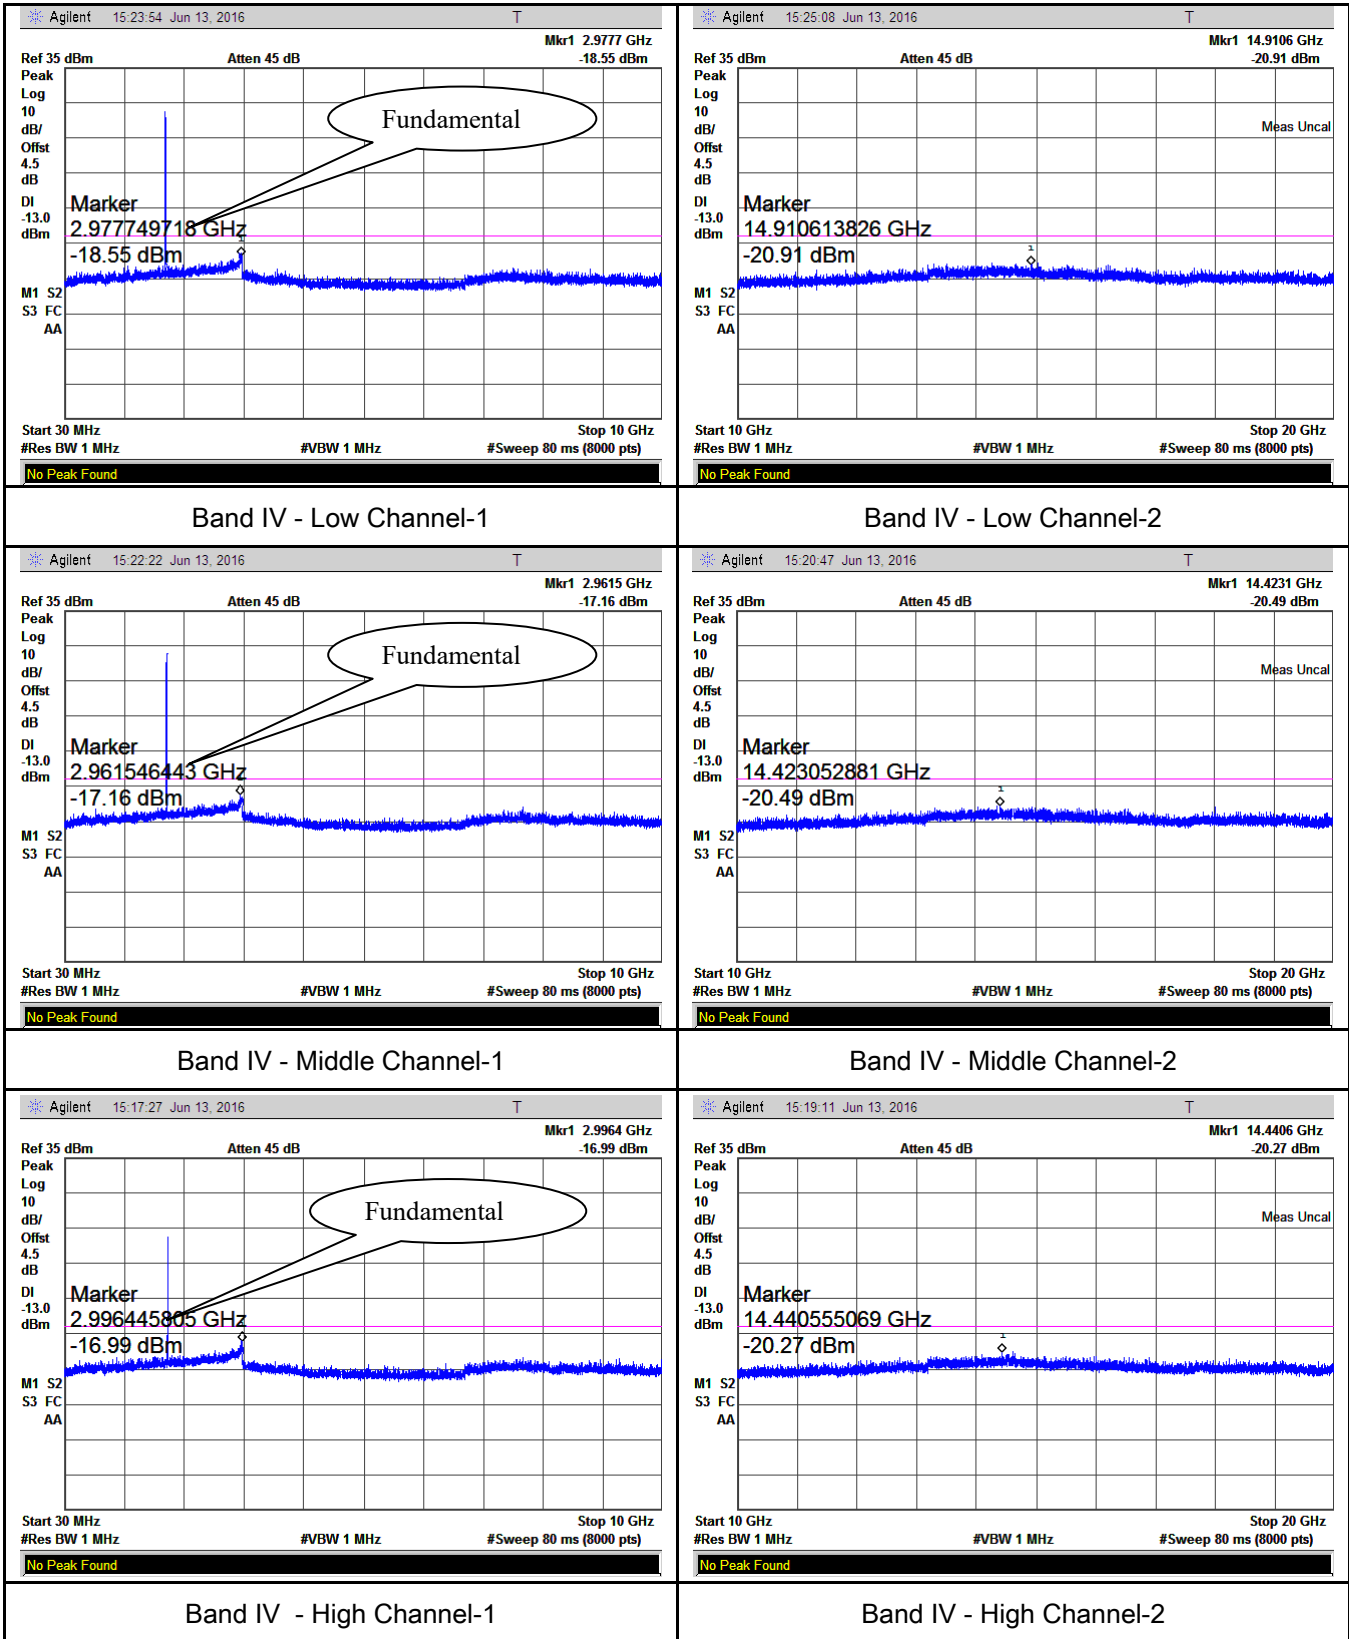 Agilent 15:23:54 Jun 13, 2016 T
Mkr1 2.9777 GHz
Ref 35 dBm Atten 45 dB -18.55 dBm
Peak
Log
10
dB/
Offst
4.5
dB
DI
-13.0
dBm
Fundamental
Marker
2.977749718 GHz
-18.55 dBm
1
M1 S2
S3 FC
AA
Start 30 MHz Stop 10 GHz
#Res BW 1 MHz #VBW 1 MHz #Sweep 80 ms (8000 pts)
No Peak Found
Band IV - Low Channel-1
Agilent 15:25:08 Jun 13, 2016 T
Mkr1 14.9106 GHz
Ref 35 dBm Atten 45 dB -20.91 dBm
Peak
Log
10
dB/
Offst
4.5
dB
DI
-13.0
dBm
Meas Uncal
Marker
14.910613826 GHz
-20.91 dBm
1
M1 S2
S3 FC
AA
Start 10 GHz Stop 20 GHz
#Res BW 1 MHz #VBW 1 MHz #Sweep 80 ms (8000 pts)
No Peak Found
Band IV - Low Channel-2
Agilent 15:22:22 Jun 13, 2016 T
Mkr1 2.9615 GHz
Ref 35 dBm Atten 45 dB -17.16 dBm
Peak
Log
10
dB/
Offst
4.5
dB
DI
-13.0
dBm
Fundamental
Marker
2.961546443 GHz
-17.16 dBm
M1 S2
S3 FC
AA
Start 30 MHz Stop 10 GHz
#Res BW 1 MHz #VBW 1 MHz #Sweep 80 ms (8000 pts)
No Peak Found
Band IV - Middle Channel-1
Agilent 15:20:47 Jun 13, 2016 T
Mkr1 14.4231 GHz
Ref 35 dBm Atten 45 dB -20.49 dBm
Peak
Log
10
dB/
Offst
4.5
dB
DI
-13.0
dBm
Meas Uncal
Marker
14.423052881 GHz
-20.49 dBm
1
M1 S2
S3 FC
AA
Start 10 GHz Stop 20 GHz
#Res BW 1 MHz #VBW 1 MHz #Sweep 80 ms (8000 pts)
No Peak Found
Band IV - Middle Channel-2
Agilent 15:17:27 Jun 13, 2016 T
Mkr1 2.9964 GHz
Ref 35 dBm Atten 45 dB -16.99 dBm
Peak
Log
10
dB/
Offst
4.5
dB
DI
-13.0
dBm
Fundamental
Marker
2.996445805 GHz
-16.99 dBm
M1 S2
S3 FC
AA
Start 30 MHz Stop 10 GHz
#Res BW 1 MHz #VBW 1 MHz #Sweep 80 ms (8000 pts)
No Peak Found
Band IV - High Channel-1
Agilent 15:19:11 Jun 13, 2016 T
Mkr1 14.4406 GHz
Ref 35 dBm Atten 45 dB -20.27 dBm
Peak
Log
10
dB/
Offst
4.5
dB
DI
-13.0
dBm
Meas Uncal
Marker
14.440555069 GHz
-20.27 dBm
1
M1 S2
S3 FC
AA
Start 10 GHz Stop 20 GHz
#Res BW 1 MHz #VBW 1 MHz #Sweep 80 ms (8000 pts)
No Peak Found
Band IV - High Channel-2